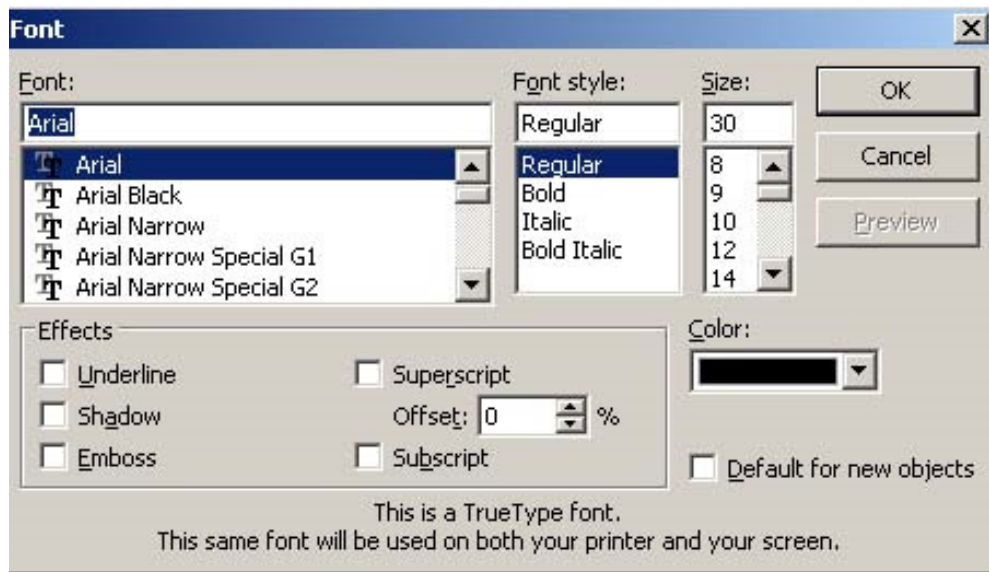 Font
Font:
Arial
Arial
Arial Black
Arial Narrow
Arial Narrow Special G1
Arial Narrow Special G2
Font style:
Regular
Regular
Bold
Italic
Bold Italic
Size:
30
8
9
10
12
14
OK
Cancel
Preview
Effects
Underline
Shadow
Emboss
Superscript
Offset: 0 %
Subscript
Color:
Default for new objects
This is a TrueType font.
This same font will be used on both your printer and your screen.